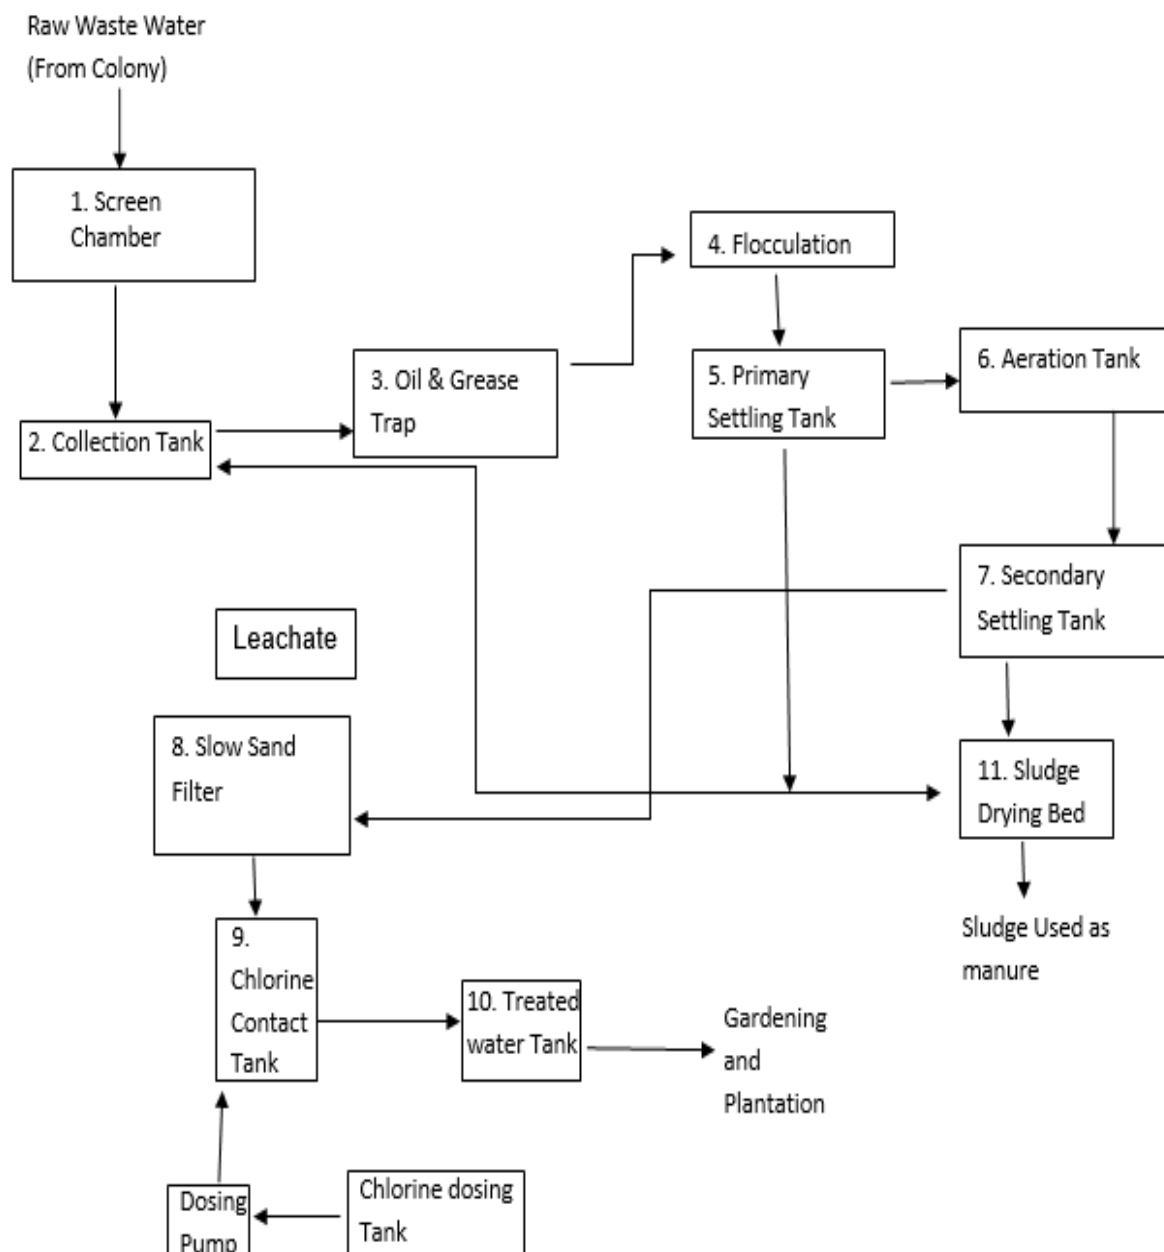 Raw Waste Water
(From Colony)
1. Screen
Chamber
2. Collection Tank
3. Oil & Grease
Trap
4. Flocculation
5. Primary
Settling Tank
6. Aeration Tank
7. Secondary
Settling Tank
Leachate
8. Slow Sand
Filter
11. Sludge
Drying Bed
Sludge Used as
manure
9.
Chlorine
Contact
Tank
10. Treated
water Tank
Gardening
and
Plantation
Dosing
Pump
Chlorine dosing
Tank